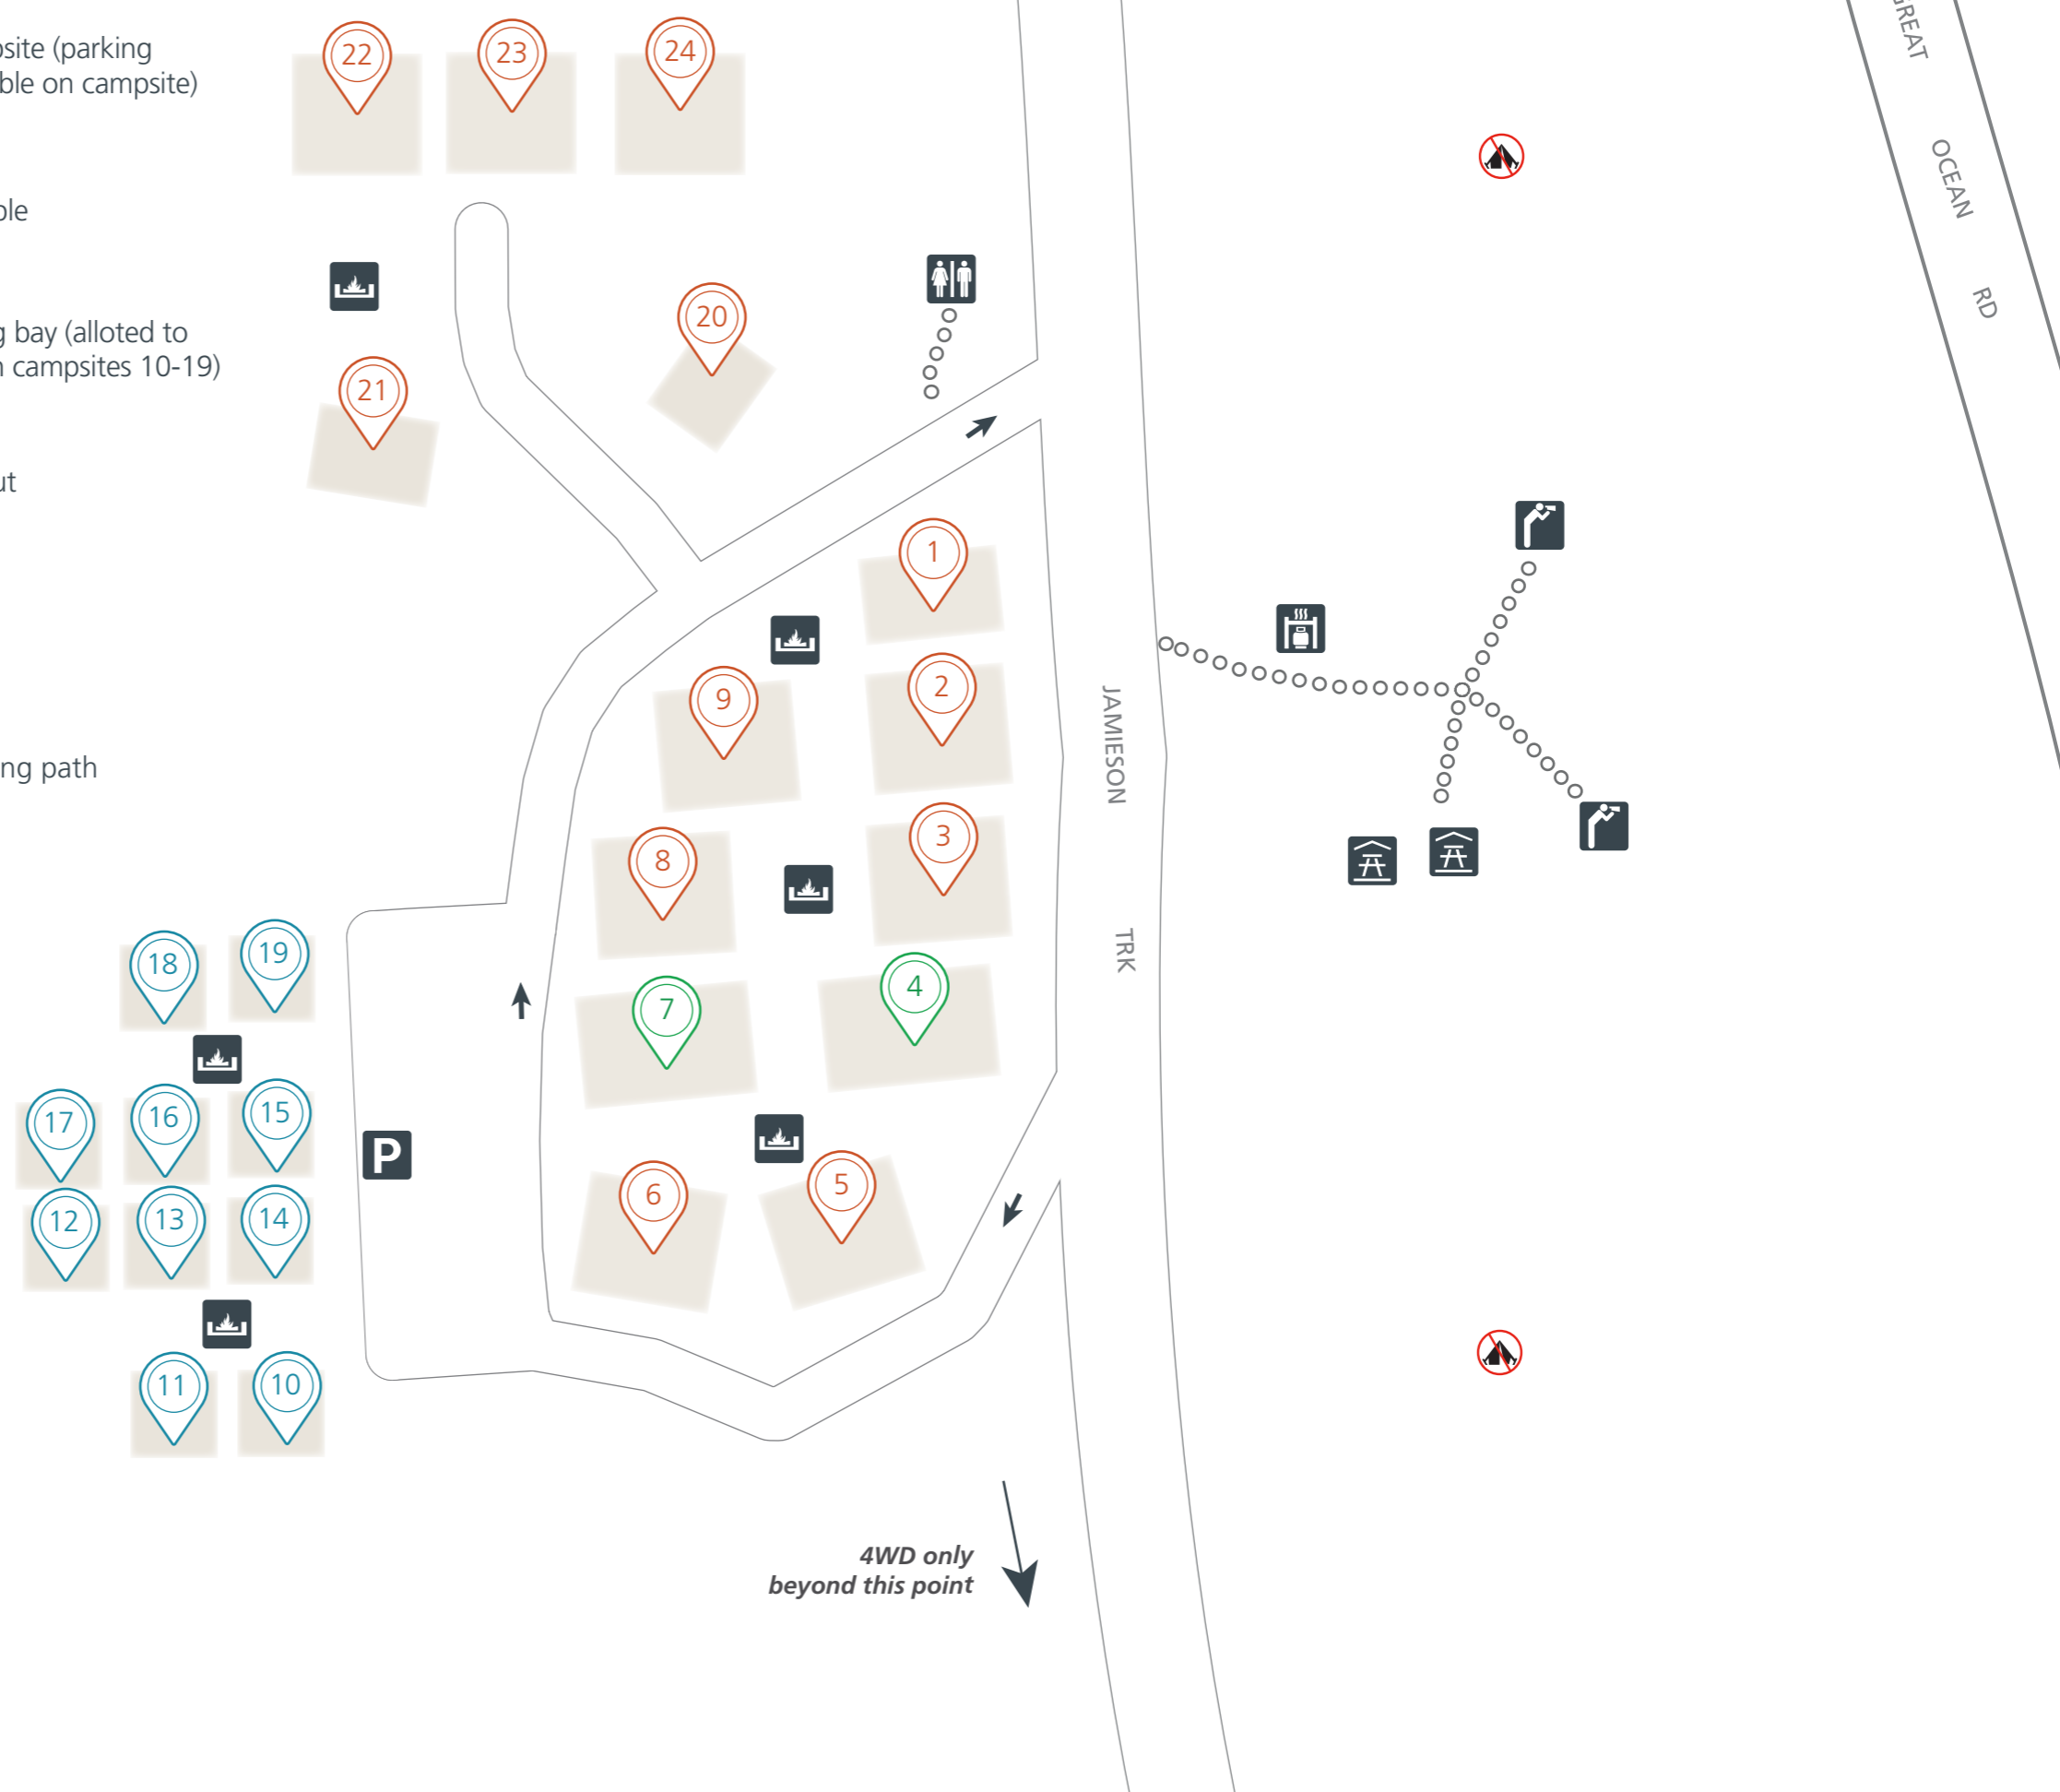 site (parking
ble on campsite)
22
23
24
GREAT
OCEAN
RD
ble
20
g bay (alloted to
campsites 10-19)
21
ut
1
2
9
JAMIESON
TRK
ng path
3
8
4
7
18
19
17
16
15
P
12
13
14
6
5
11
10
4WD only
beyond this point